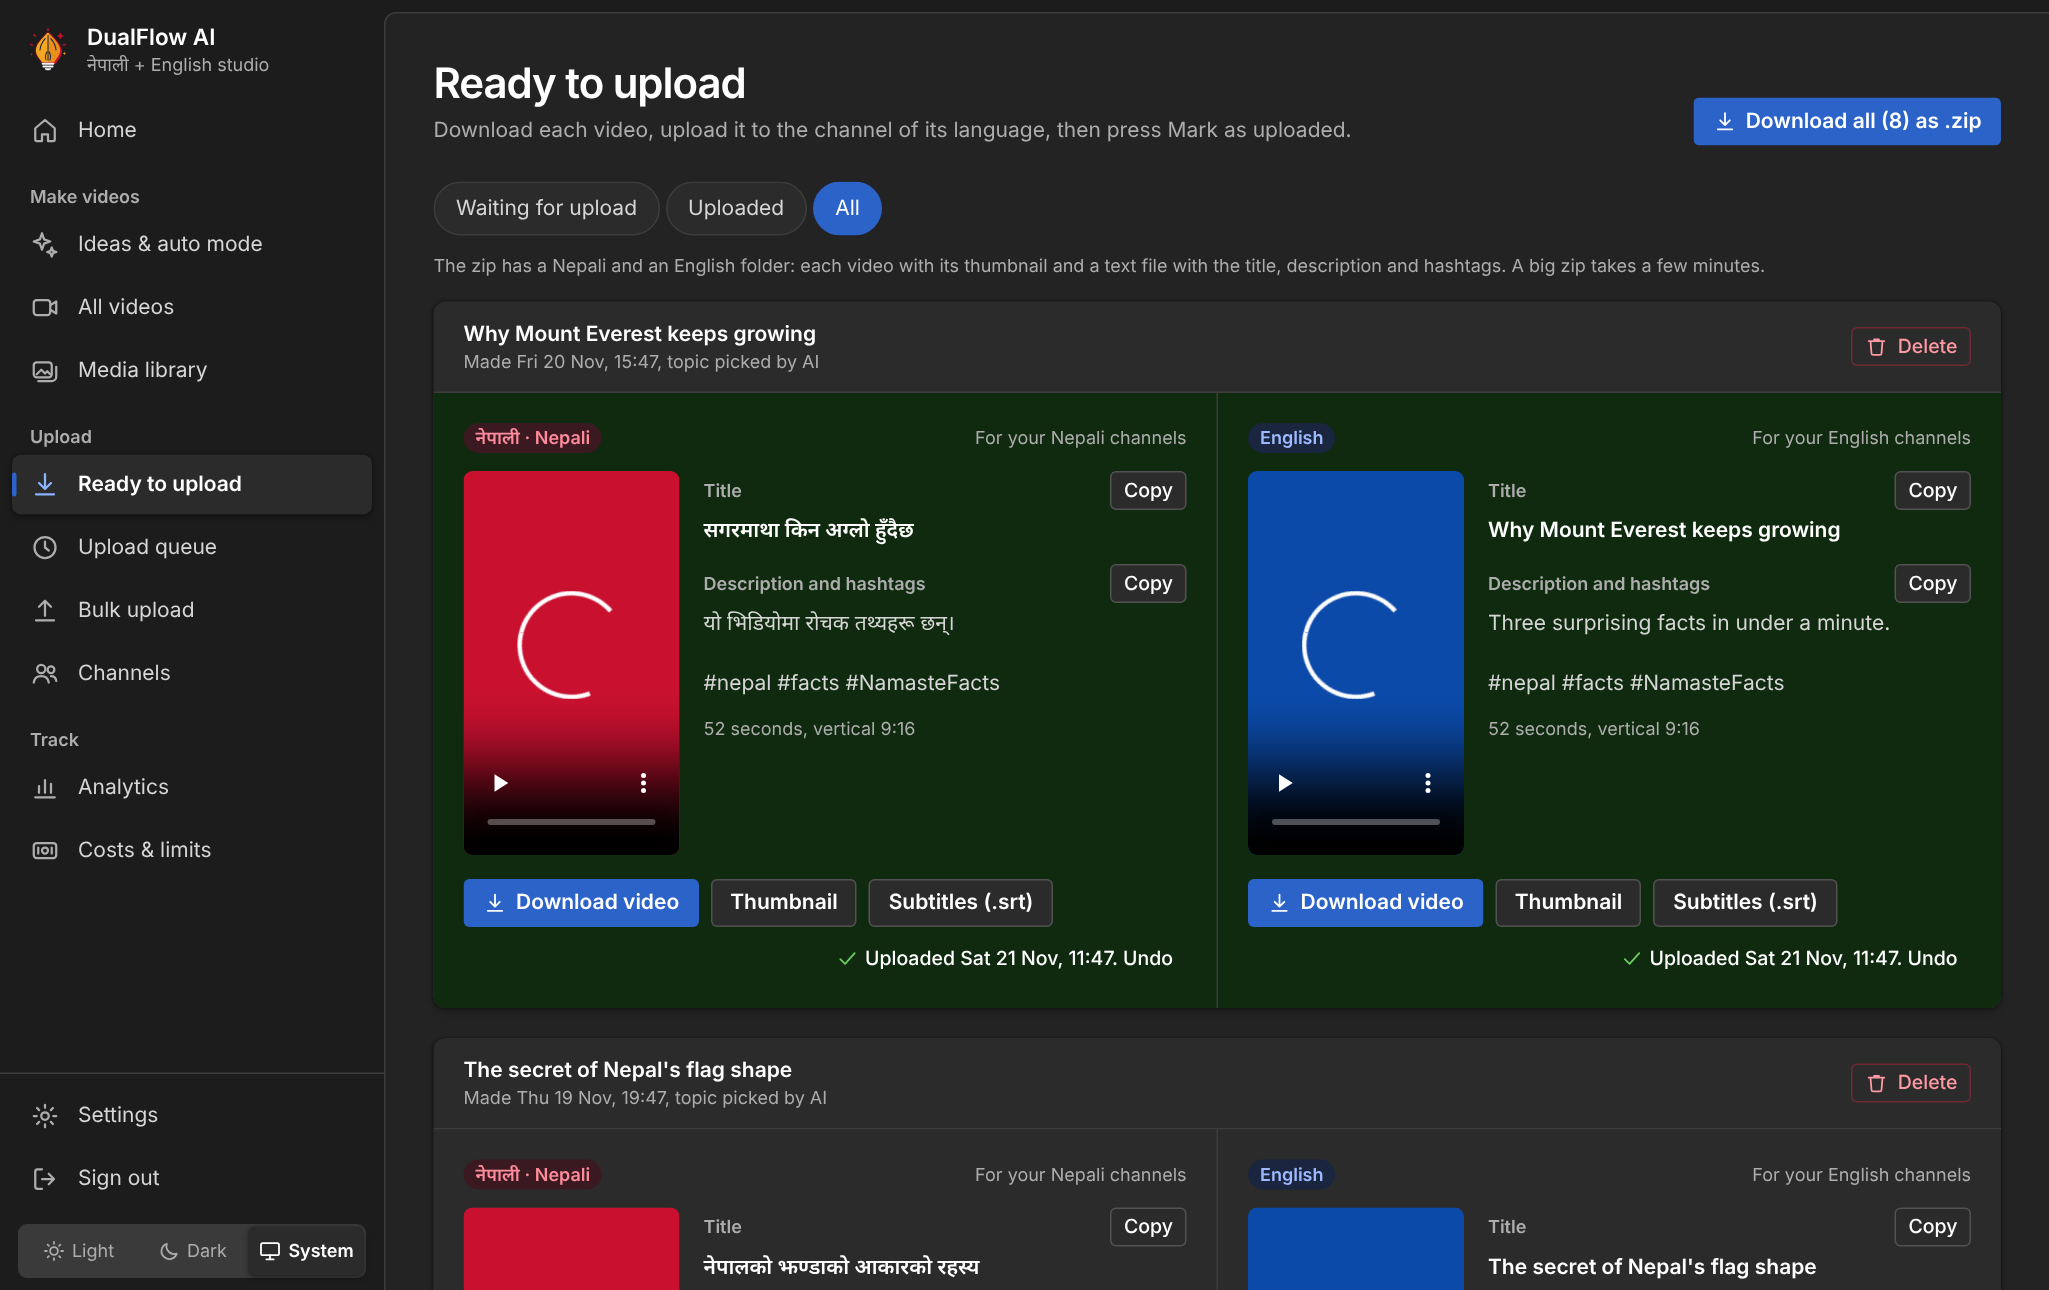 DualFlow AI
नेपाली + English studio
Home
Make videos
Ideas & auto mode
All videos
Media library
Upload
Ready to upload
Upload queue
Bulk upload
Channels
Track
Analytics
Costs & limits
Settings
Sign out
Light Dark System
Ready to upload
Download each video, upload it to the channel of its language, then press Mark as uploaded.
Download all (8) as .zip
Waiting for upload Uploaded All
The zip has a Nepali and an English folder: each video with its thumbnail and a text file with the title, description and hashtags. A big zip takes a few minutes.
Why Mount Everest keeps growing
Made Fri 20 Nov, 15:47, topic picked by AI
Delete
नेपाली · Nepali For your Nepali channels
Title Copy
सगरमाथा किन अग्लो हुँदैछ
Description and hashtags Copy
यो भिडियोमा रोचक तथ्यहरू छन्।
#nepal #facts #NamasteFacts
52 seconds, vertical 9:16
Download video Thumbnail Subtitles (.srt)
Uploaded Sat 21 Nov, 11:47. Undo
English For your English channels
Title Copy
Why Mount Everest keeps growing
Description and hashtags Copy
Three surprising facts in under a minute.
#nepal #facts #NamasteFacts
52 seconds, vertical 9:16
Download video Thumbnail Subtitles (.srt)
Uploaded Sat 21 Nov, 11:47. Undo
The secret of Nepal's flag shape
Made Thu 19 Nov, 19:47, topic picked by AI
Delete
नेपाली · Nepali For your Nepali channels
Title Copy
नेपालको झण्डाको आकारको रहस्य
English For your English channels
Title Copy
The secret of Nepal's flag shape